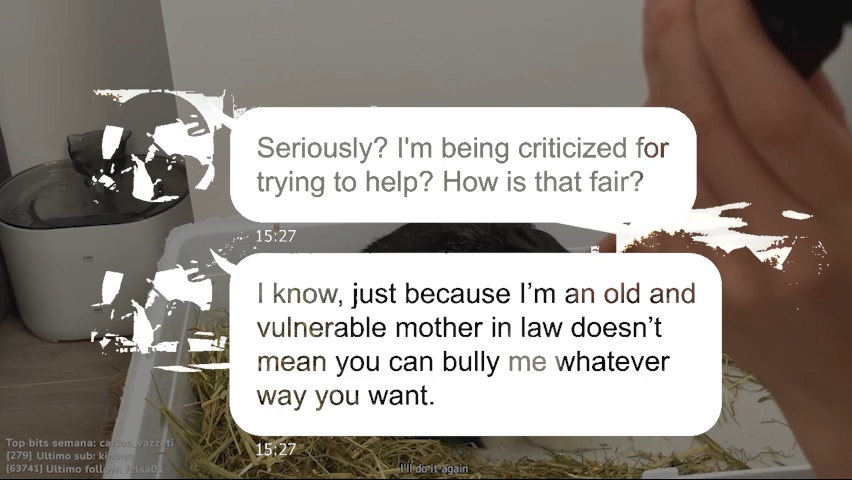 Seriously? I'm being criticized for
trying to help? How is that fair?
15:27
I know, just because I'm an old and
vulnerable mother in law doesn't
mean you can bully me whatever
way you want.
15:27
Top bits semana: carlos_vazzeti
[279] Ultimo sub:
[63741] Ultimo follow:
I'll do it again